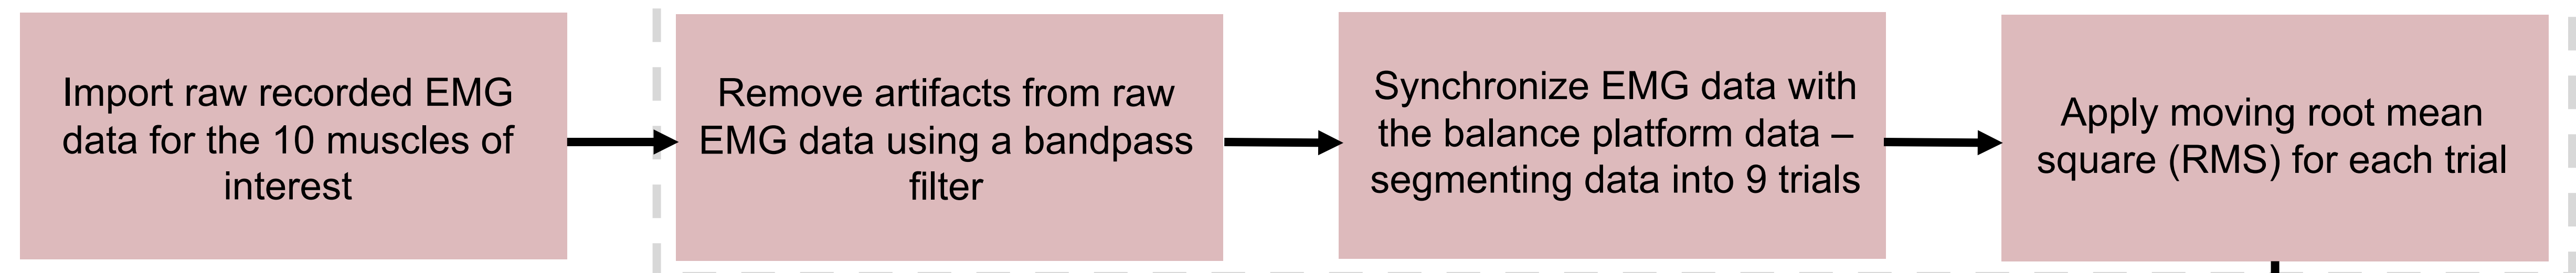 Import raw recorded EMG
data for the 10 muscles of
interest
Remove artifacts from raw
EMG data using a bandpass
filter
Synchronize EMG data with
the balance platform data –
segmenting data into 9 trials
Apply moving root mean
square (RMS) for each trial